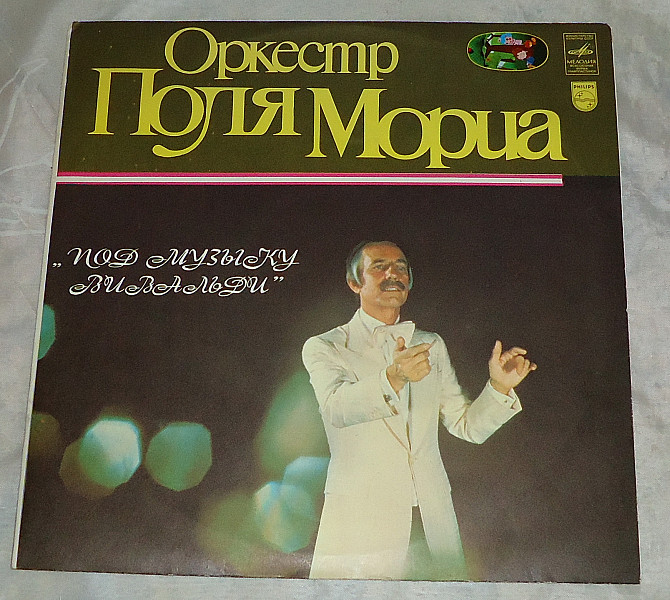 Оркестр
Поля Мориа
МЕЛОДИЯ
PHILIPS
„ПОД МУЗЫКУ
ВИВАЛЬДИ”